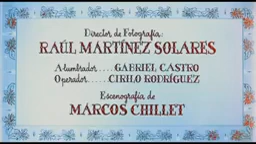 Director de Fotografía:
RAÚL MARTÍNEZ SOLARES
Alumbrador.... GABRIEL CASTRO
Operador..... CIRILO RODRÍGUEZ
Escenografía de
MARCOS CHILLET